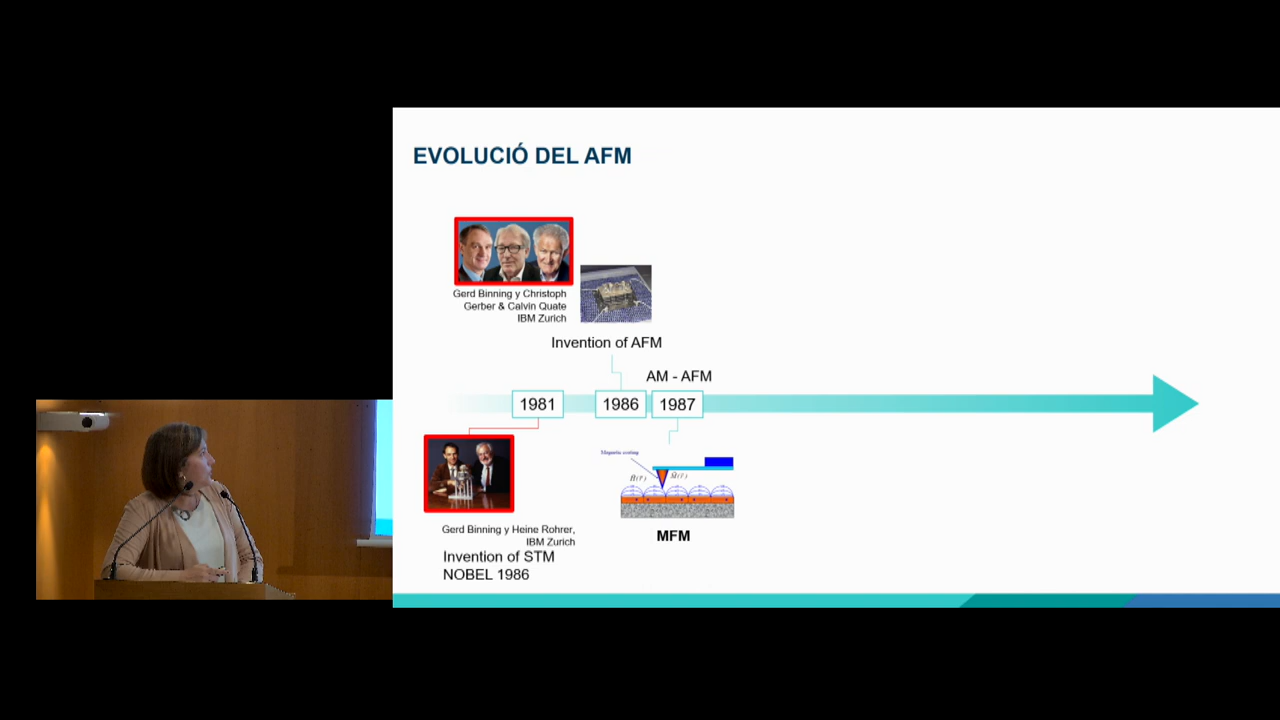 EVOLUCIÓ DEL AFM
Gerd Binning y Christoph
Gerber & Calvin Quate
IBM Zurich
Invention of AFM
AM - AFM
1981
1986
1987
Gerd Binning y Heine Rohrer,
IBM Zurich
Invention of STM
NOBEL 1986
MFM